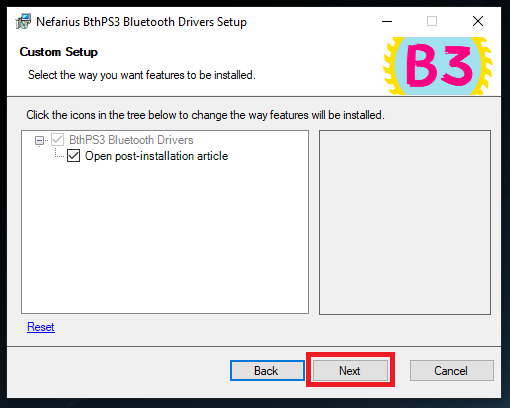 Nefarius BthPS3 Bluetooth Drivers Setup
Custom Setup
Select the way you want features to be installed.
B3
Click the icons in the tree below to change the way features will be installed.
BthPS3 Bluetooth Drivers
Open post-installation article
Reset
Back
Next
Cancel